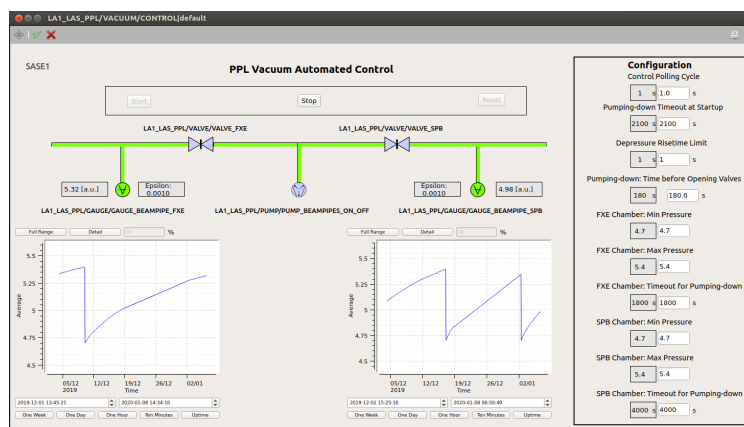 LA1_LAS_PPL/VACUUM/CONTROL|default
SASE1
PPL Vacuum Automated Control
Start
Stop
Reset
LA1_LAS_PPL/VALVE/VALVE_FXE
LA1_LAS_PPL/VALVE/VALVE_SPB
5.32 [a.u.]
Epsilon:
0.0010
Epsilon:
0.0010
4.98 [a.u.]
LA1_LAS_PPL/GAUGE/GAUGE_BEAMPIPE_FXE
LA1_LAS_PPL/PUMP/PUMP_BEAMPIPES_ON_OFF
LA1_LAS_PPL/GAUGE/GAUGE_BEAMPIPE_SPB
Full Range
Detail
%
5.5
5.25
5
4.75
4.5
Average
05/12
2019
12/12
19/12
26/12
02/01
Time
2019-12-01 13:45:21
2020-01-08 14:34:10
One Week
One Day
One Hour
Ten Minutes
Uptime
Full Range
Detail
%
5.5
5.25
5
4.75
4.5
Average
05/12
2019
12/12
19/12
26/12
02/01
Time
2019-12-02 15:25:16
2020-01-08 06:50:49
One Week
One Day
One Hour
Ten Minutes
Uptime
Configuration
Control Polling Cycle
1 s 1.0 s
Pumping-down Timeout at Startup
2100 s 2100 s
Depressure Risetime Limit
1 s 1 s
Pumping-down: Time before Opening Valves
180 s 180.0 s
FXE Chamber: Min Pressure
4.7 4.7
FXE Chamber: Max Pressure
5.4 5.4
FXE Chamber: Timeout for Pumping-down
1800 s 1800 s
SPB Chamber: Min Pressure
4.7 4.7
SPB Chamber: Max Pressure
5.4 5.4
SPB Chamber: Timeout for Pumping-down
4000 s 4000 s